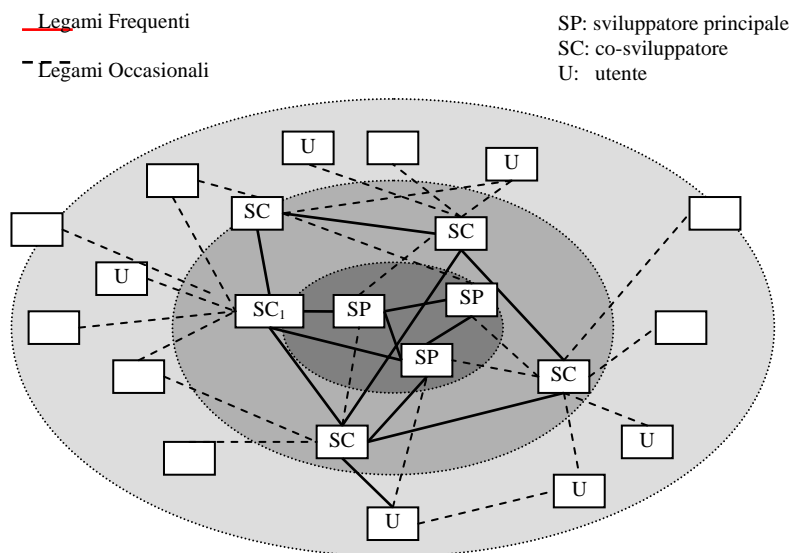 Legami Frequenti
Legami Occasionali
SP: sviluppatore principale
SC: co-sviluppatore
U: utente
U
U
SC
SC
U
SC1
SP
SP
SP
SC
SC
U
U
U